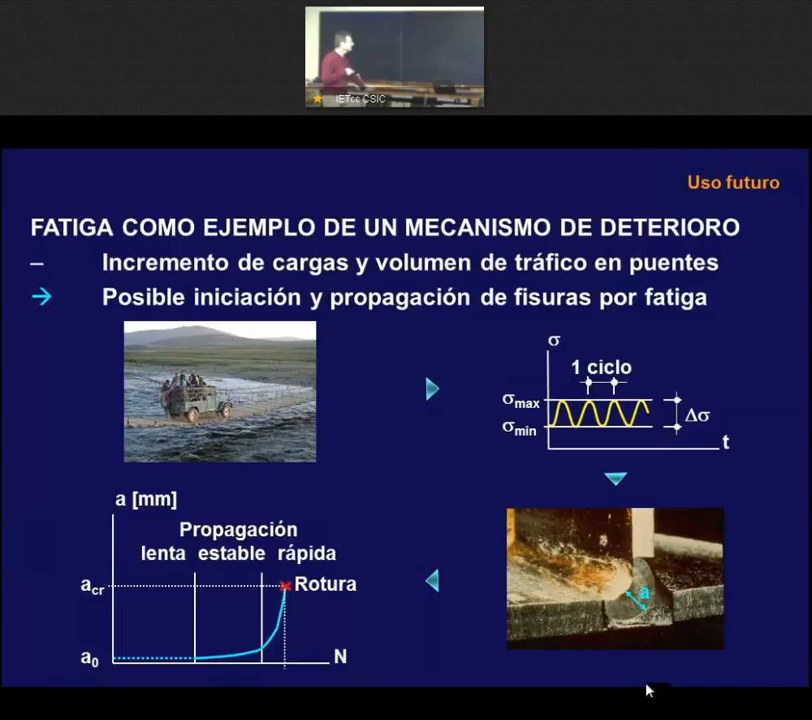 IETcc CSIC
Uso futuro
FATIGA COMO EJEMPLO DE UN MECANISMO DE DETERIORO
– Incremento de cargas y volumen de tráfico en puentes
→ Posible iniciación y propagación de fisuras por fatiga
σ
1 ciclo
σmax
σmin
Δσ
t
a [mm]
Propagación
lenta estable rápida
acr
Rotura
a0
N
a